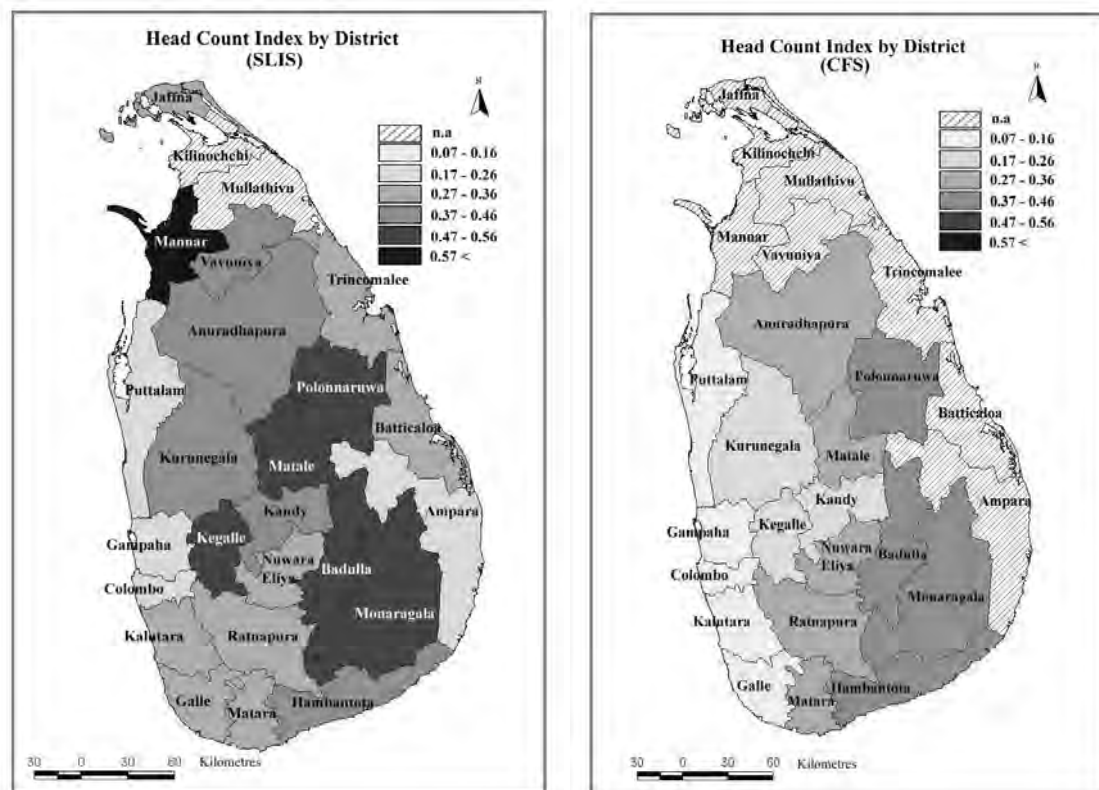 Head Count Index by District
(SLIS)
N
Jaffna
n.a
0.07 - 0.16
0.17 - 0.26
0.27 - 0.36
0.37 - 0.46
0.47 - 0.56
0.57 <
Kilinochchi
Mullathivu
Mannar
Vavuniya
Trincomalee
Anuradhapura
Puttalam
Polonnaruwa
Batticaloa
Kurunegala
Matale
Kandy
Ampara
Gampaha
Kegalle
Nuwara
Eliya
Badulla
Colombo
Monaragala
Kalutara
Ratnapura
Galle
Matara
Hambantota
30 0 30 60 Kilometres
Head Count Index by District
(CFS)
N
Jaffna
n.a
0.07 - 0.16
0.17 - 0.26
0.27 - 0.36
0.37 - 0.46
0.47 - 0.56
0.57 <
Kilinochchi
Mullathivu
Mannar
Vavuniya
Trincomalee
Anuradhapura
Puttalam
Polonnaruwa
Batticaloa
Kurunegala
Matale
Kandy
Ampara
Gampaha
Kegalle
Nuwara
Eliya
Badulla
Colombo
Monaragala
Kalutara
Ratnapura
Galle
Matara
Hambantota
30 0 30 60 Kilometres